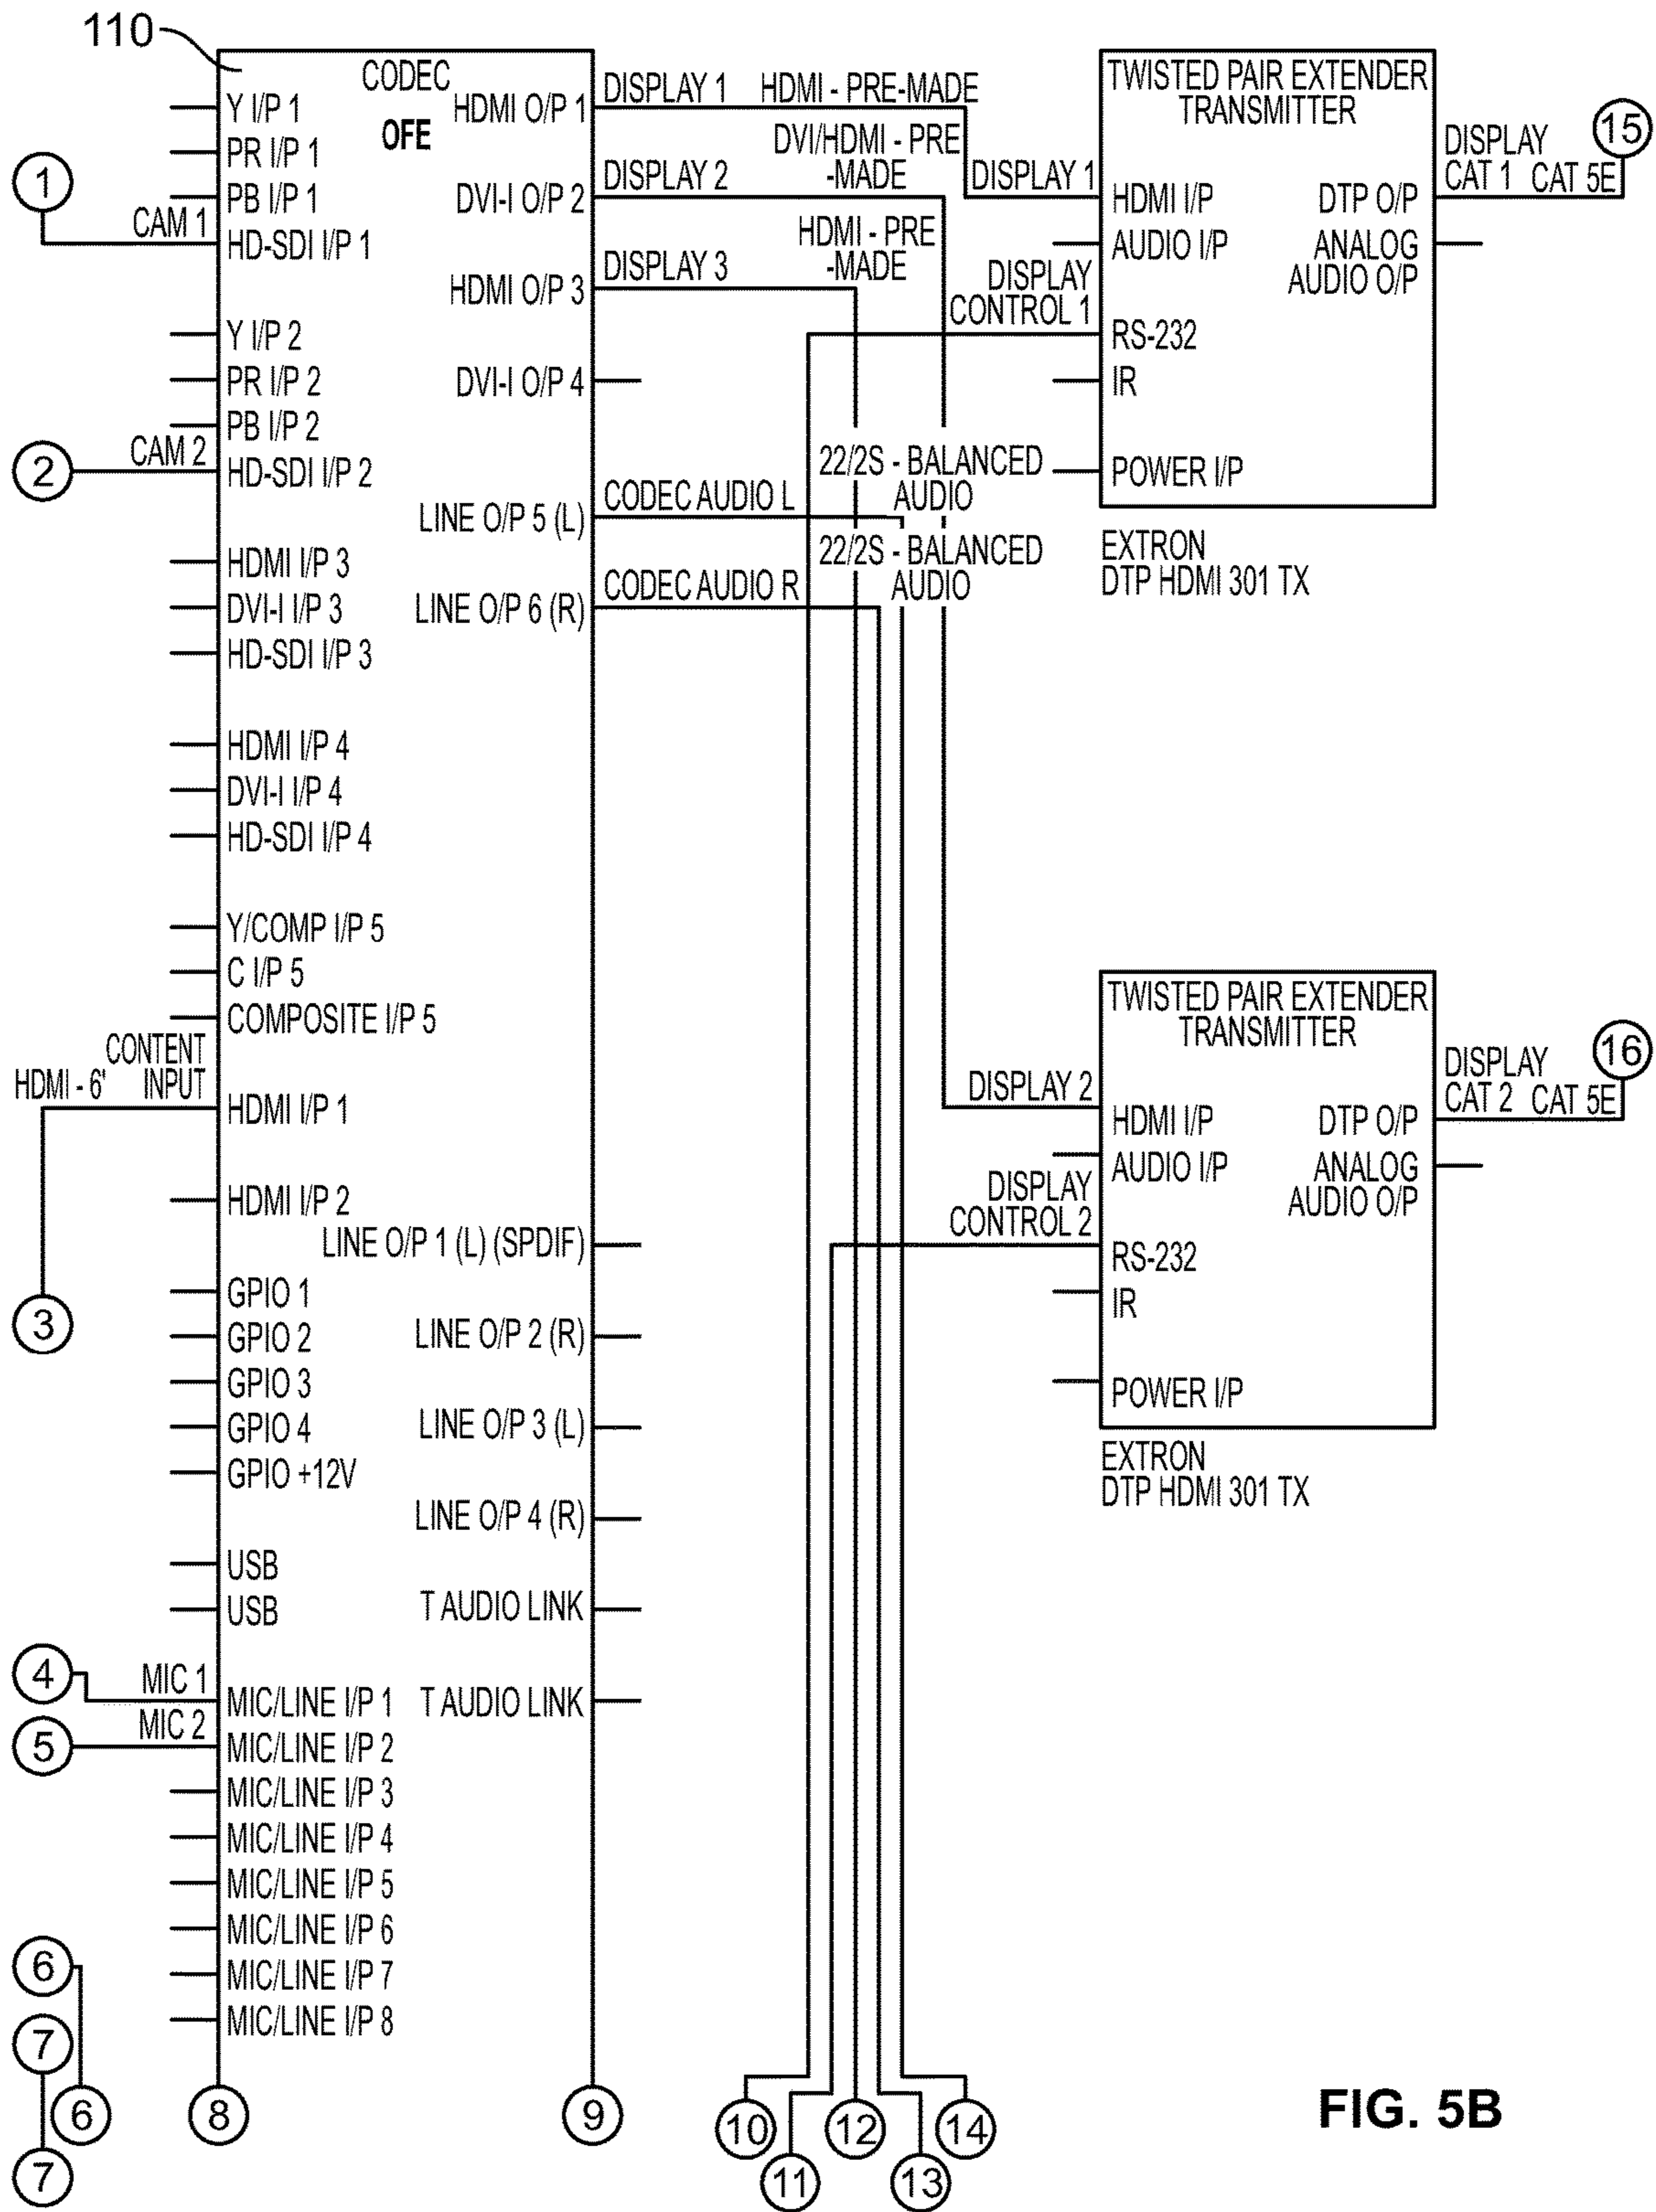 110
CODEC
OFE
Y I/P 1
PR I/P 1
PB I/P 1
CAM 1
HD-SDI I/P 1
1
Y I/P 2
PR I/P 2
PB I/P 2
CAM 2
HD-SDI I/P 2
2
HDMI I/P 3
DVI-I I/P 3
HD-SDI I/P 3
HDMI I/P 4
DVI-I I/P 4
HD-SDI I/P 4
Y/COMP I/P 5
C I/P 5
COMPOSITE I/P 5
CONTENT
HDMI - 6' INPUT
HDMI I/P 1
HDMI I/P 2
3
GPIO 1
GPIO 2
GPIO 3
GPIO 4
GPIO +12V
USB
USB
4
MIC 1
MIC/LINE I/P 1
5
MIC 2
MIC/LINE I/P 2
MIC/LINE I/P 3
MIC/LINE I/P 4
MIC/LINE I/P 5
MIC/LINE I/P 6
MIC/LINE I/P 7
MIC/LINE I/P 8
6
7
6
7
8
HDMI O/P 1
DVI-I O/P 2
HDMI O/P 3
DVI-I O/P 4
LINE O/P 5 (L)
LINE O/P 6 (R)
LINE O/P 1 (L) (SPDIF)
LINE O/P 2 (R)
LINE O/P 3 (L)
LINE O/P 4 (R)
T AUDIO LINK
T AUDIO LINK
9
DISPLAY 1 HDMI - PRE-MADE
DISPLAY 2
DVI/HDMI - PRE
-MADE
DISPLAY 3
HDMI - PRE
-MADE
CODEC AUDIO L
22/2S - BALANCED
AUDIO
CODEC AUDIO R
22/2S - BALANCED
AUDIO
10
11
12
13
14
TWISTED PAIR EXTENDER
TRANSMITTER
DISPLAY 1
HDMI I/P
AUDIO I/P
DISPLAY
CONTROL 1
RS-232
IR
POWER I/P
DTP O/P
ANALOG
AUDIO O/P
DISPLAY
CAT 1 CAT 5E
15
EXTRON
DTP HDMI 301 TX
TWISTED PAIR EXTENDER
TRANSMITTER
DISPLAY 2
HDMI I/P
AUDIO I/P
DISPLAY
CONTROL 2
RS-232
IR
POWER I/P
DTP O/P
ANALOG
AUDIO O/P
DISPLAY
CAT 2 CAT 5E
16
EXTRON
DTP HDMI 301 TX
FIG. 5B